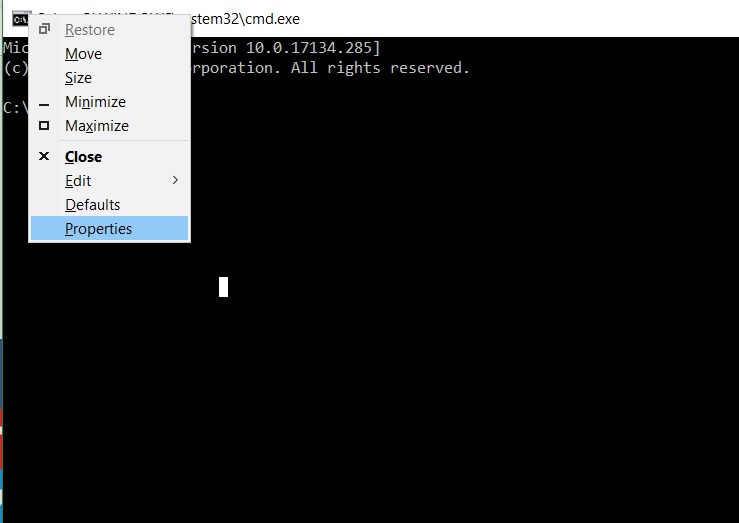 stem32\cmd.exe
Restore
Mic rsion 10.0.17134.285]
Move
(c) rporation. All rights reserved.
Size
Minimize
C:\
Maximize
Close
Edit
Defaults
Properties